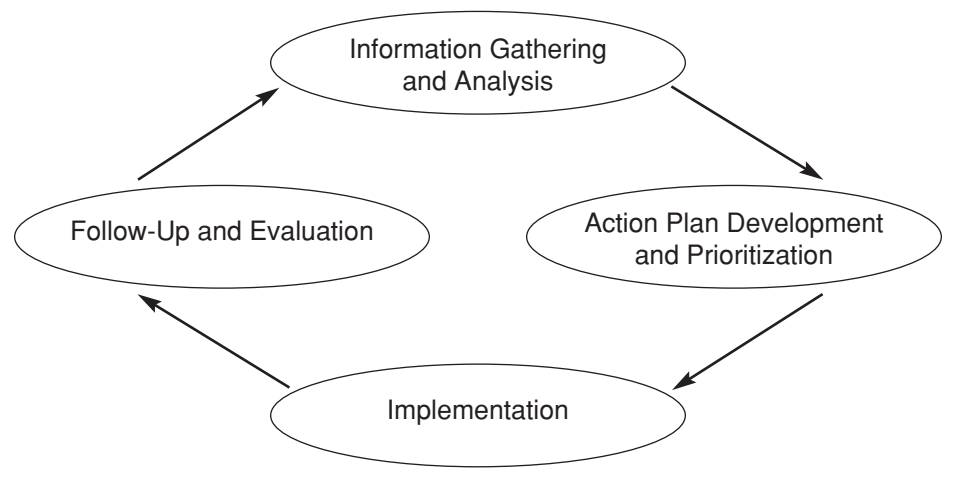 Information Gathering
and Analysis
Follow-Up and Evaluation
Action Plan Development
and Prioritization
Implementation